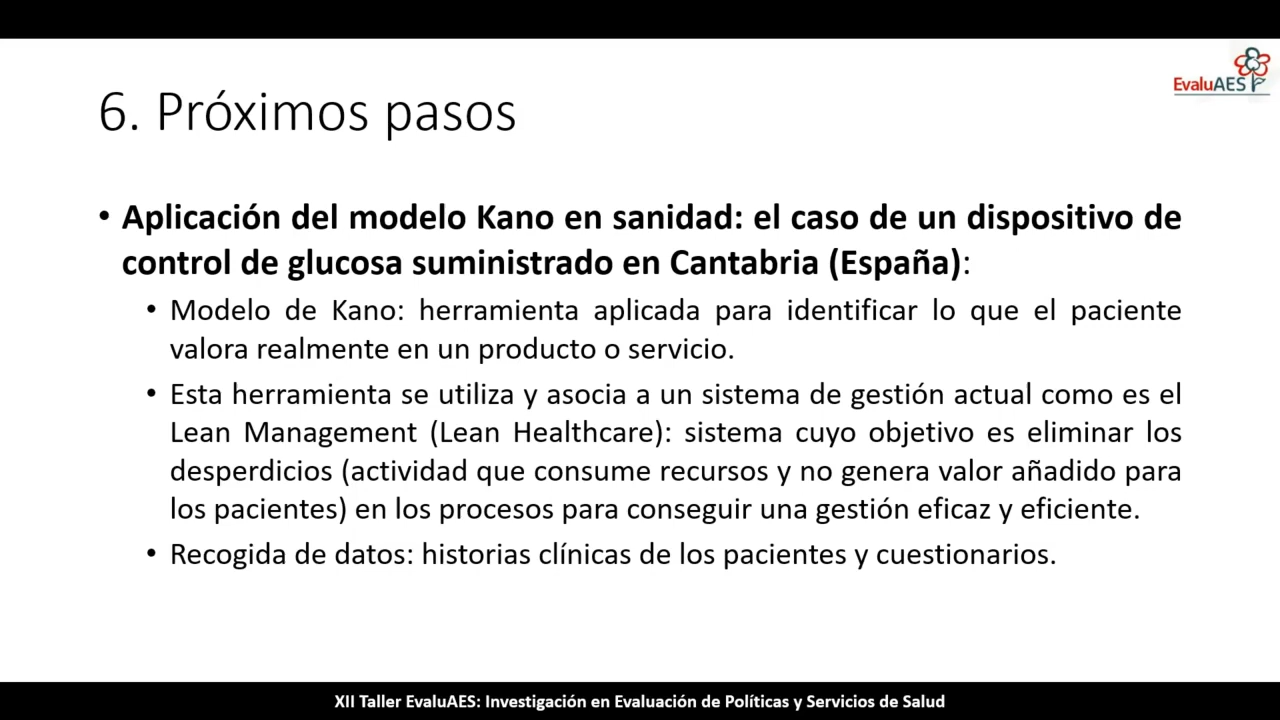 EvaluAES
6. Próximos pasos
• Aplicación del modelo Kano en sanidad: el caso de un dispositivo de
control de glucosa suministrado en Cantabria (España):
• Modelo de Kano: herramienta aplicada para identificar lo que el paciente
valora realmente en un producto o servicio.
• Esta herramienta se utiliza y asocia a un sistema de gestión actual como es el
Lean Management (Lean Healthcare): sistema cuyo objetivo es eliminar los
desperdicios (actividad que consume recursos y no genera valor añadido para
los pacientes) en los procesos para conseguir una gestión eficaz y eficiente.
• Recogida de datos: historias clínicas de los pacientes y cuestionarios.
XII Taller EvaluAES: Investigación en Evaluación de Políticas y Servicios de Salud